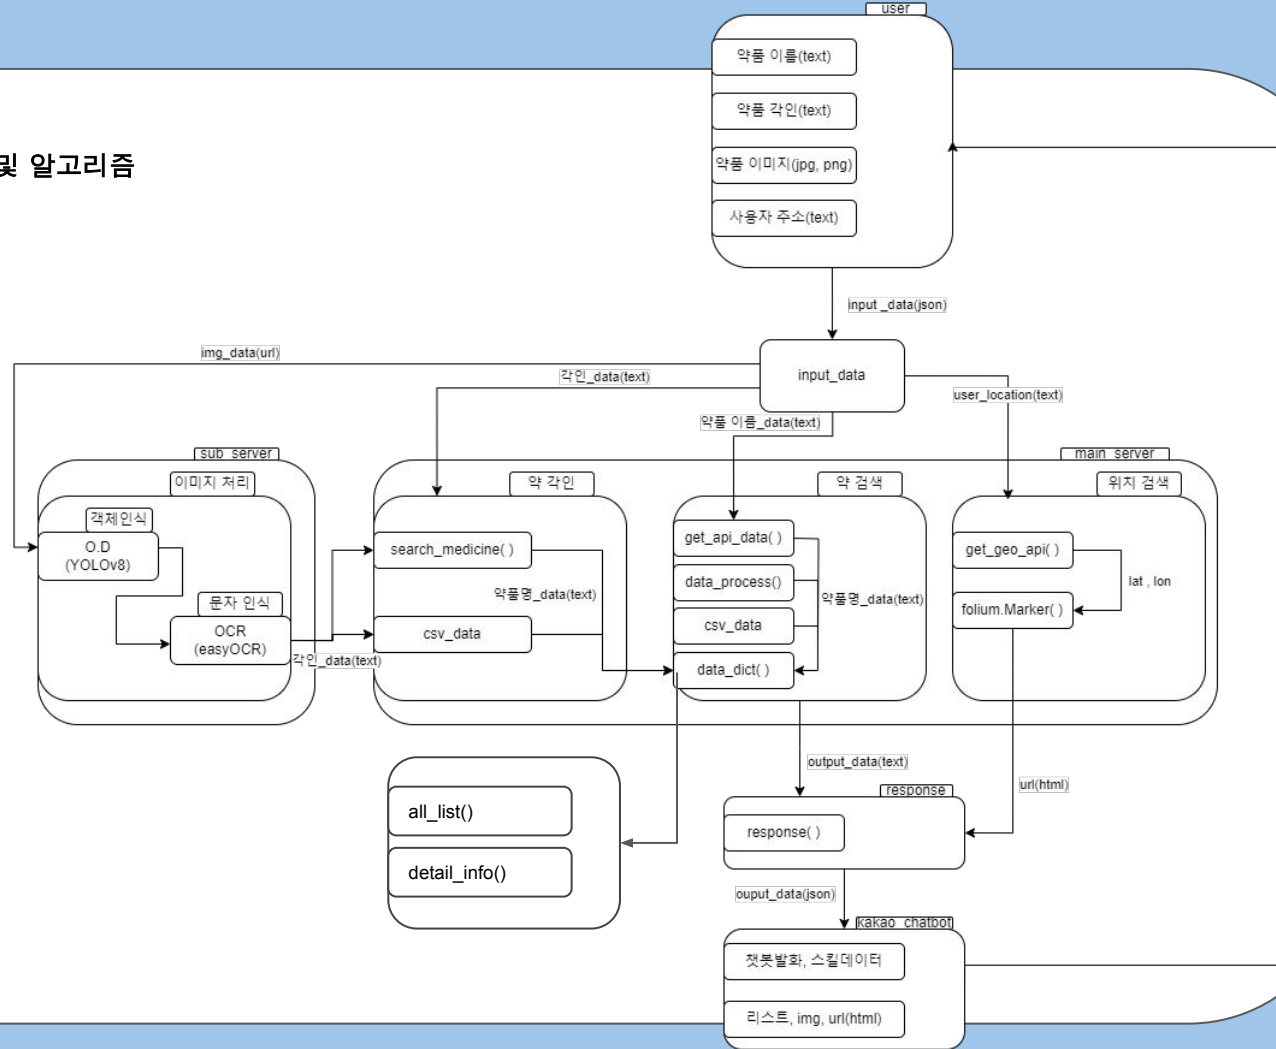 user
약품 이름(text)
약품 각인(text)
약품 이미지(jpg, png)
사용자 주소(text)
및 알고리즘
input _data(json)
input_data
img_data(url)
각인_data(text)
약품 이름_data(text)
user_location(text)
sub_server
이미지 처리
객체인식
O.D
(YOLOv8)
문자 인식
OCR
(easyOCR)
각인_data(text)
main_server
약 각인
search_medicine( )
약품명_data(text)
csv_data
약 검색
get_api_data( )
data_process()
csv_data
data_dict( )
약품명_data(text)
위치 검색
get_geo_api( )
lat , lon
folium.Marker( )
all_list()
detail_info()
output_data(text)
url(html)
response
response( )
ouput_data(json)
kakao_chatbot
챗봇발화, 스킬데이터
리스트, img, url(html)